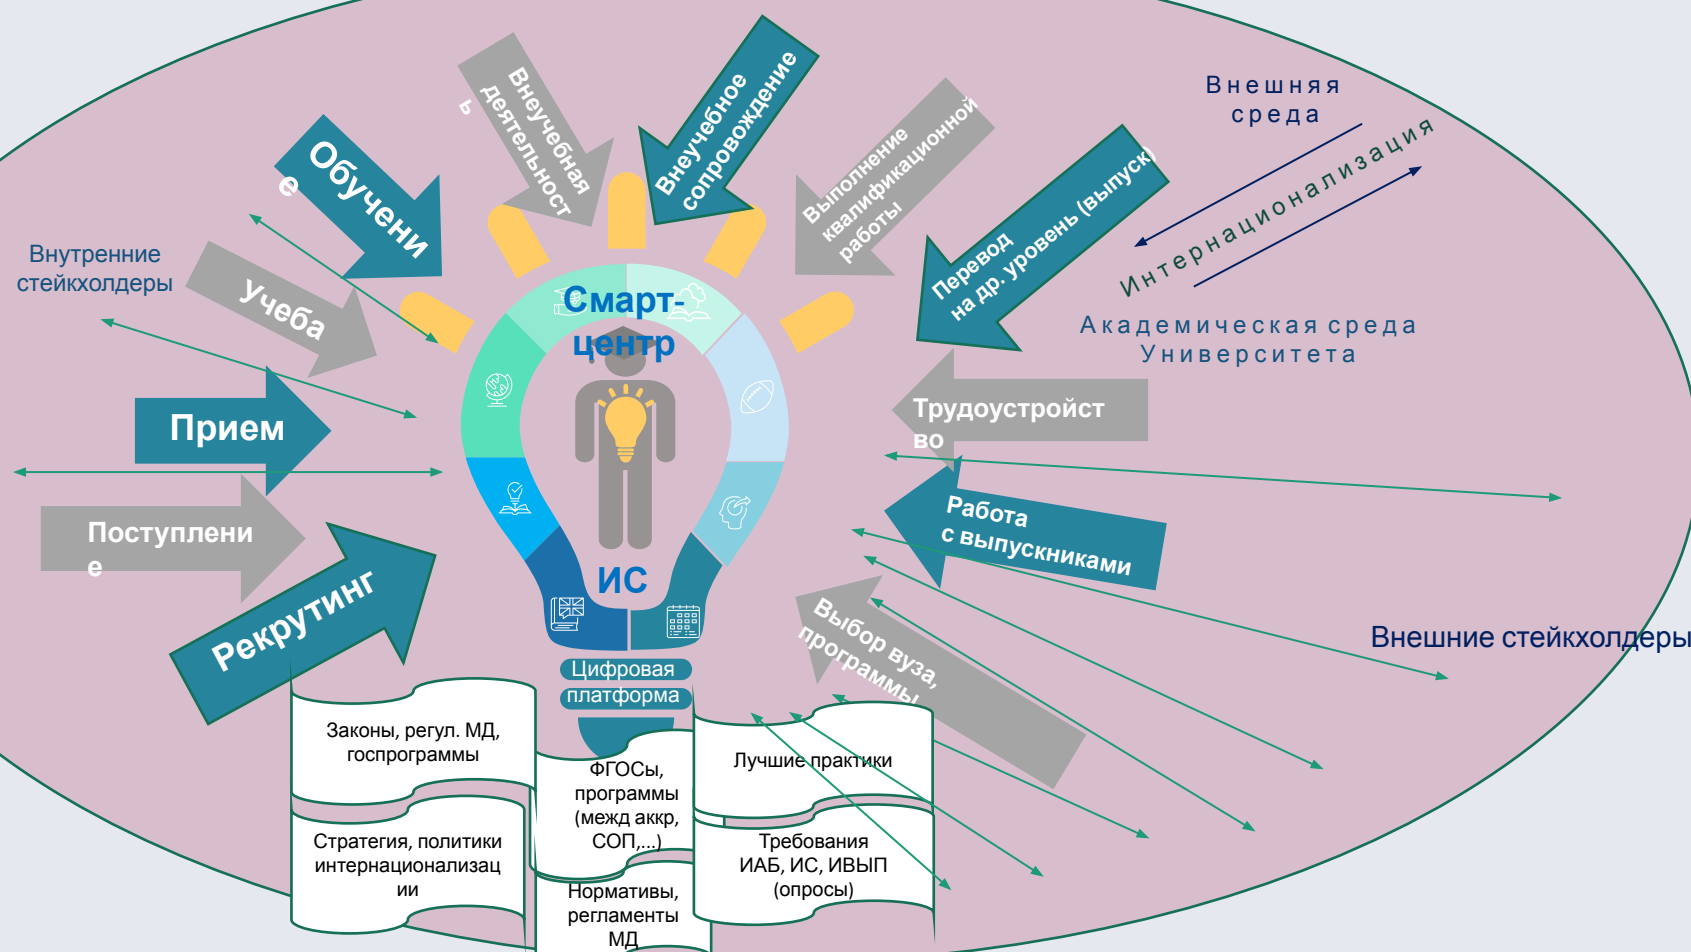 Внеучебная
деятельност
ь
Внеучебное
сопровождение
Выполнение
квалификационной
работы
Перевод
на др. уровень (выпуск)
Внешняя
среда
Интернационализация
Академическая среда
Университета
Обучени
е
Внутренние
стейкхолдеры
Учеба
Смарт-
центр
Прием
Трудоустройст
во
Поступлени
е
Работа
с выпускниками
Рекрутинг
ИС
Выбор вуза,
программы
Внешние стейкхолдеры
Цифровая
платформа
Законы, регул. МД,
госпрограммы
ФГОСы,
программы
(межд аккр,
СОП,...)
Лучшие практики
Стратегия, политики
интернационализац
ии
Требования
ИАБ, ИС, ИВЫП
(опросы)
Нормативы,
регламенты
МД